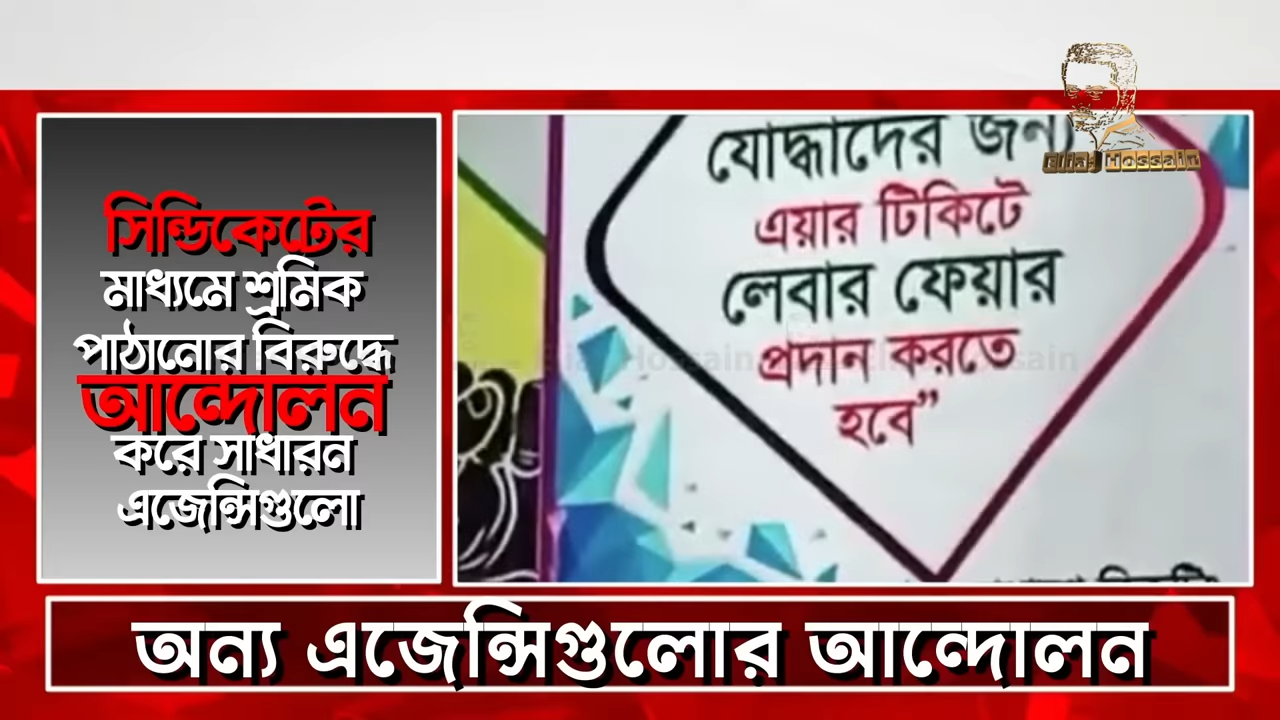 সিন্ডিকেটের
মাধ্যমে শ্রমিক
পাঠানোর বিরুদ্ধে
আন্দোলন
করে সাধারন
এজেন্সিগুলো
যোদ্ধাদের জন্য
এয়ার টিকিটে
লেবার ফেয়ার
প্রদান করতে
হবে”
Elias Hossain
অন্য এজেন্সিগুলোর আন্দোলন